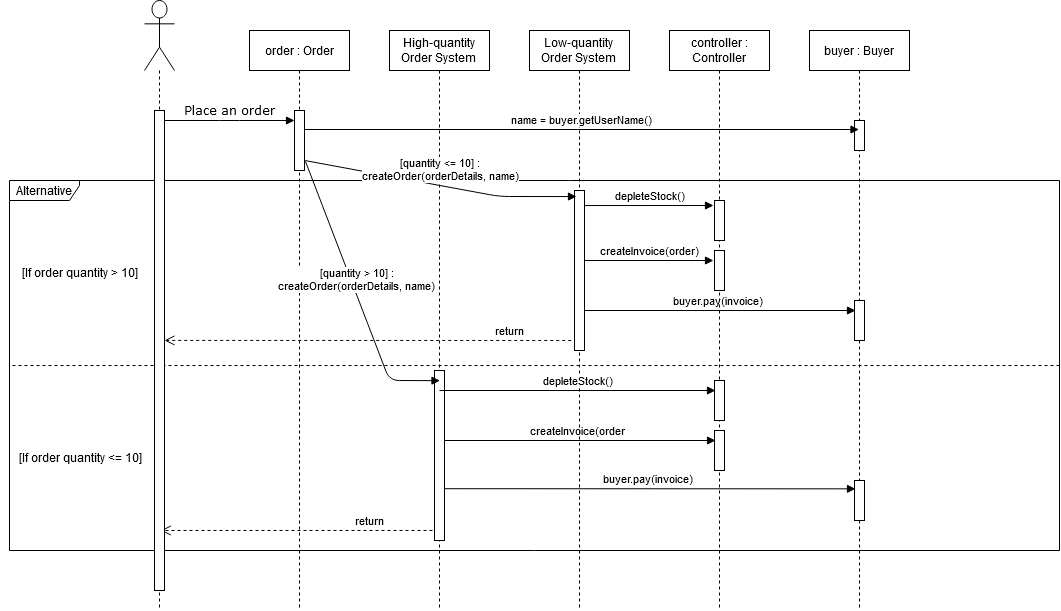 order : Order
High-quantity
Order System
Low-quantity
Order System
controller :
Controller
buyer : Buyer
Place an order
name = buyer.getUserName()
[quantity <= 10] :
createOrder(orderDetails, name)
Alternative
depleteStock()
createInvoice(order)
[If order quantity > 10]
[quantity > 10] :
createOrder(orderDetails, name)
buyer.pay(invoice)
return
depleteStock()
createInvoice(order
[If order quantity <= 10]
buyer.pay(invoice)
return